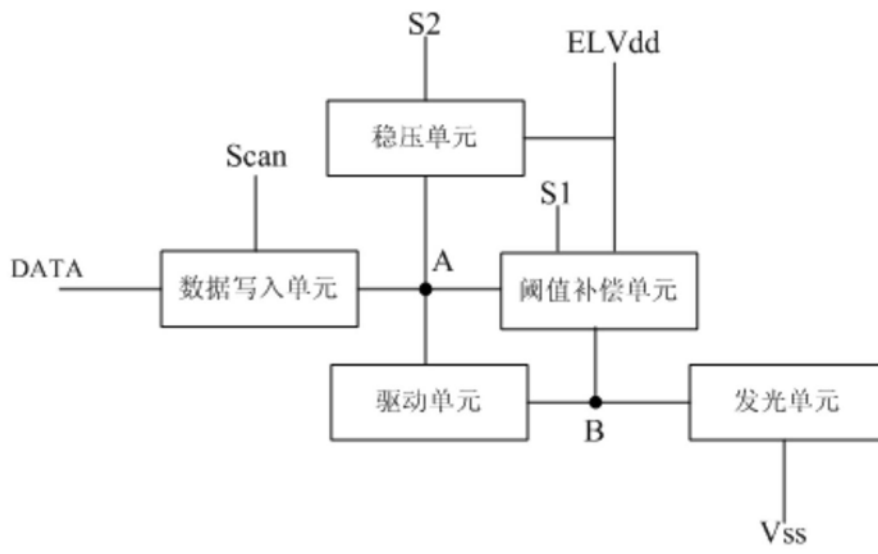 S2
ELVdd
稳压单元
Scan
S1
A
DATA
数据写入单元
阈值补偿单元
驱动单元
发光单元
B
Vss